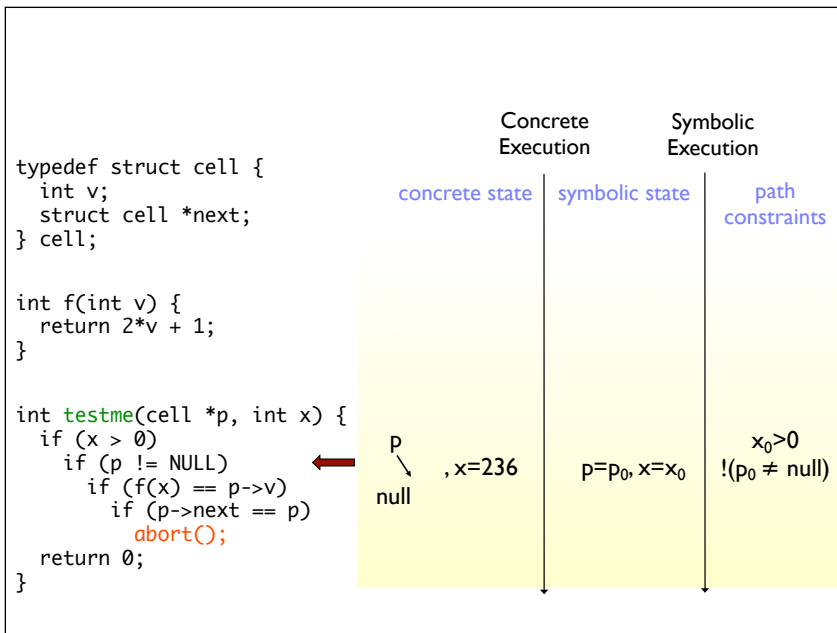 Concrete Execution
Symbolic Execution
concrete state
symbolic state
path constraints
typedef struct cell {
  int v;
  struct cell *next;
} cell;
int f(int v) {
  return 2*v + 1;
}
int testme(cell *p, int x) {
  if (x > 0)
    if (p != NULL)
      if (f(x) == p->v)
        if (p->next == p)
          abort();
  return 0;
}
p
null
, x=236
p=p₀, x=x₀
x₀>0
!(p₀ ≠ null)